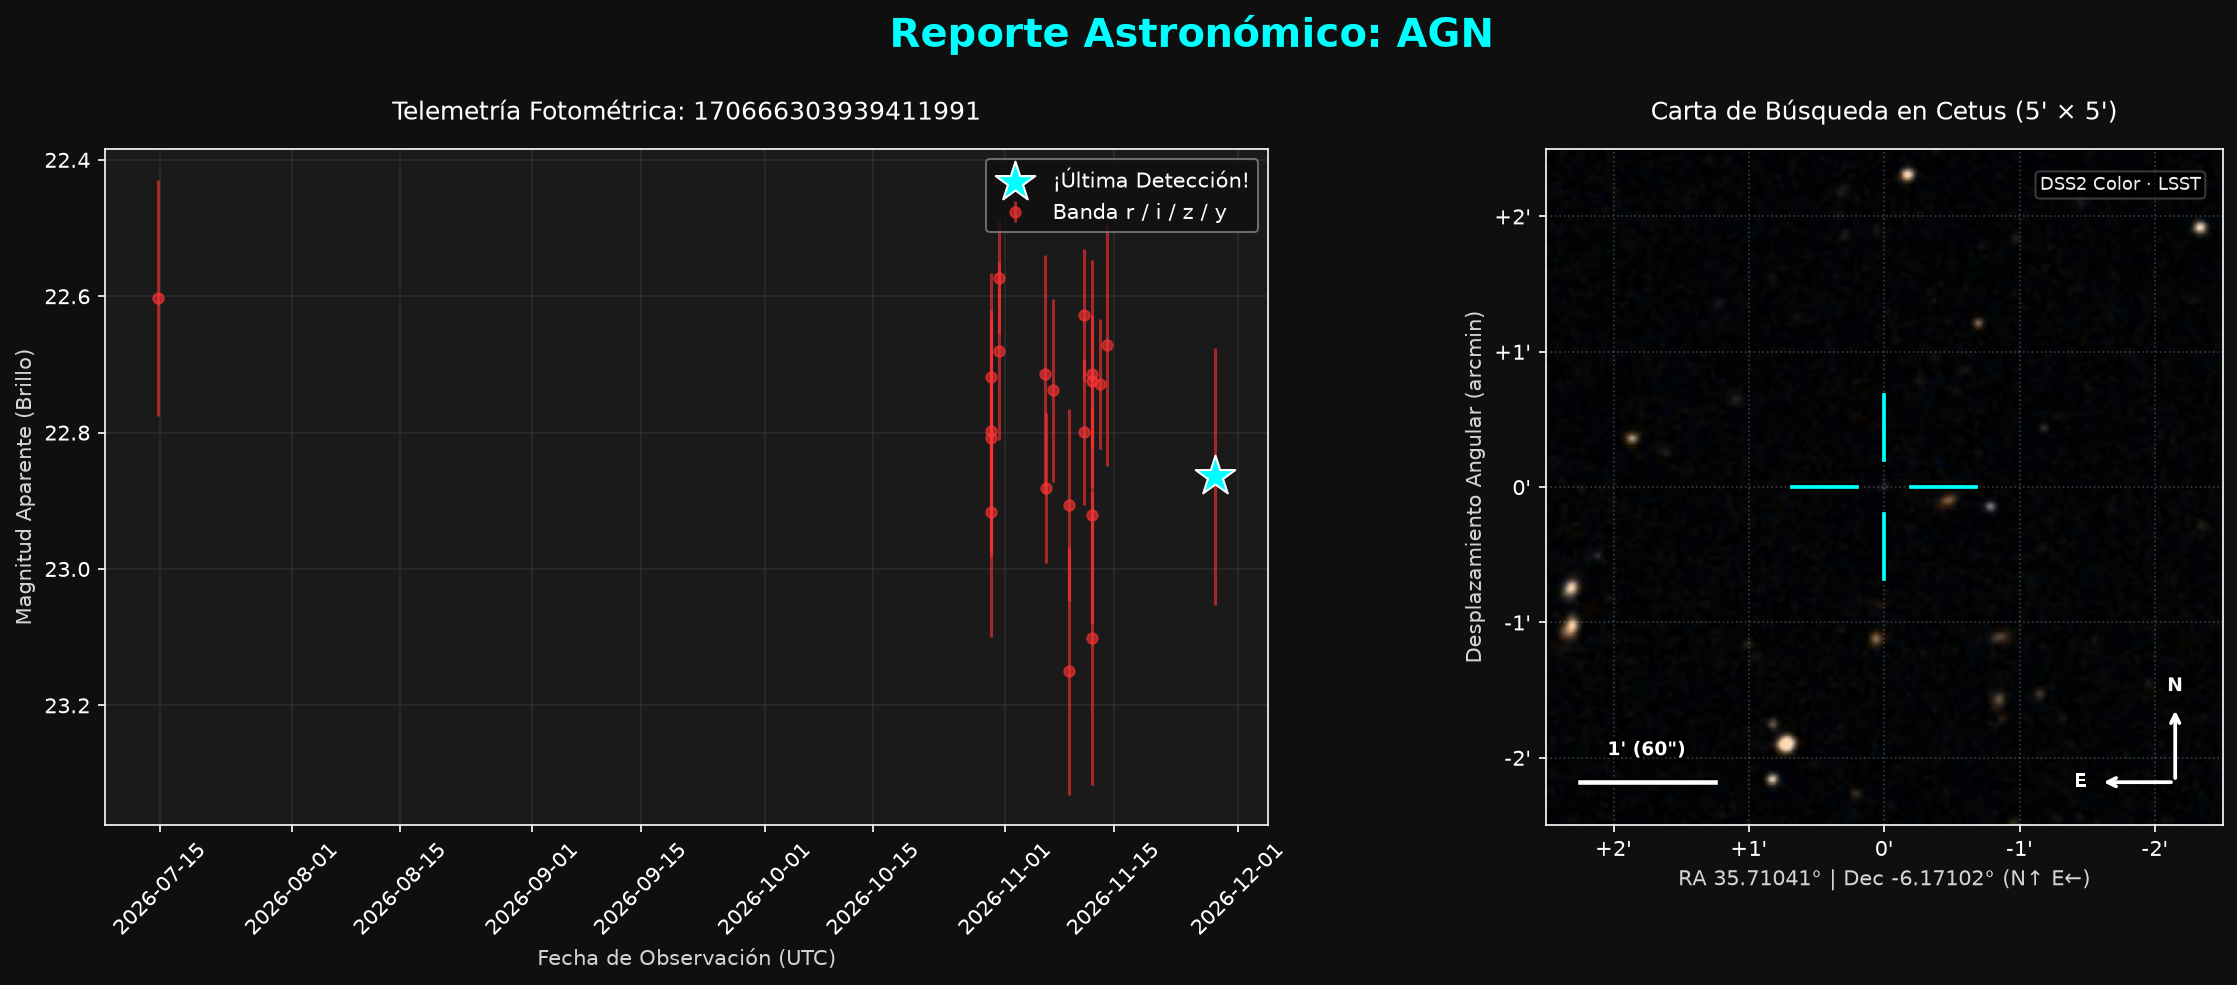 Reporte Astronómico: AGN
Telemetría Fotométrica: 170666303939411991
Magnitud Aparente (Brillo)
22.4
22.6
22.8
23.0
23.2
¡Última Detección!
Banda r / i / z / y
2026-07-15
2026-08-01
2026-08-15
2026-09-01
2026-09-15
2026-10-01
2026-10-15
2026-11-01
2026-11-15
2026-12-01
Fecha de Observación (UTC)
Carta de Búsqueda en Cetus (5' × 5')
Desplazamiento Angular (arcmin)
+2'
+1'
0'
-1'
-2'
DSS2 Color · LSST
N
E
1' (60")
+2'
+1'
0'
-1'
-2'
RA 35.71041° | Dec -6.17102° (N↑ E←)